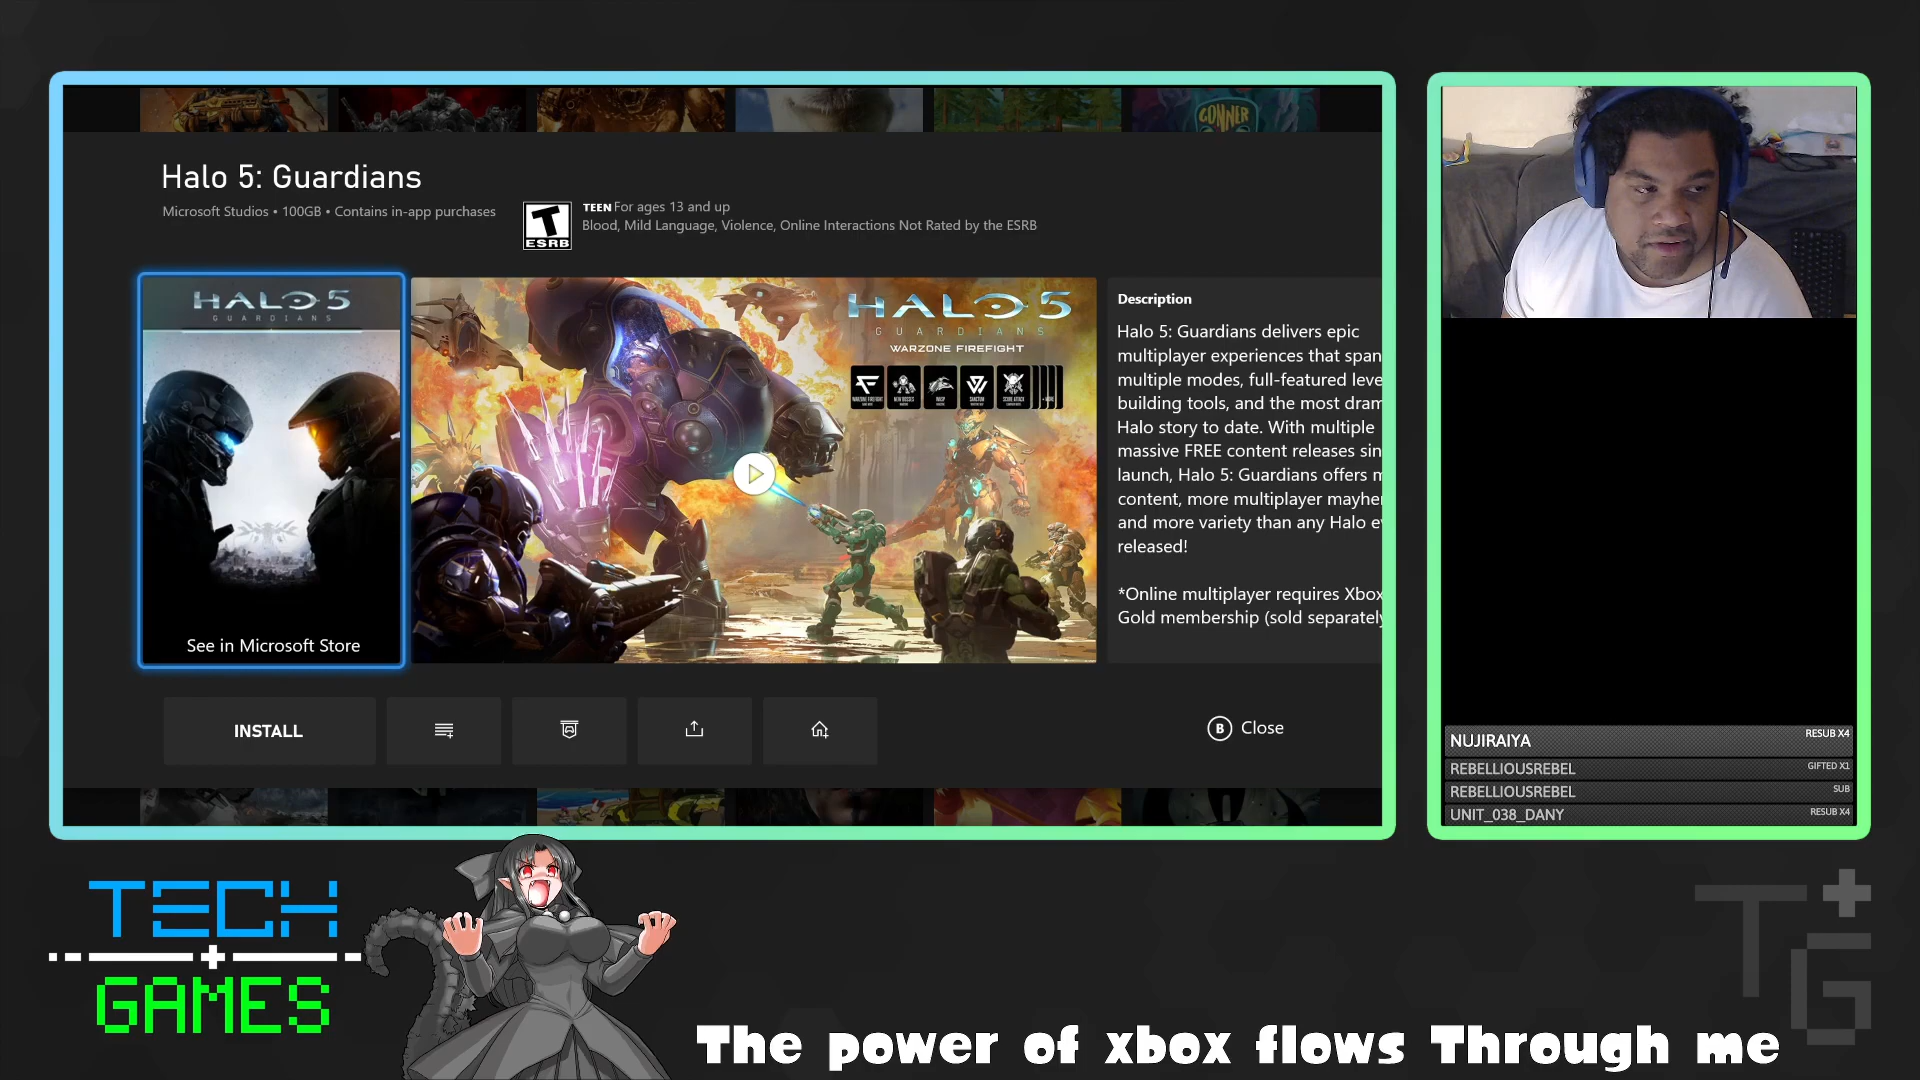 CONNER
Halo 5: Guardians
Microsoft Studios • 100GB • Contains in-app purchases
T
ESRB
TEEN For ages 13 and up
Blood, Mild Language, Violence, Online Interactions Not Rated by the ESRB
HALO 5
GUARDIANS
See in Microsoft Store
HALO 5
GUARDIANS
WARZONE FIREFIGHT
Description
Halo 5: Guardians delivers epic
multiplayer experiences that span
multiple modes, full-featured leve
building tools, and the most dram
Halo story to date. With multiple
massive FREE content releases sin
launch, Halo 5: Guardians offers m
content, more multiplayer mayhe
and more variety than any Halo e
released!
*Online multiplayer requires Xbox
Gold membership (sold separately
INSTALL
B Close
NUJIRAIYA RESUB X4
REBELLIOUSREBEL GIFTED X1
REBELLIOUSREBEL SUB
UNIT_038_DANY RESUB X4
TECH
+
GAMES
The power of xbox flows Through me
T+G